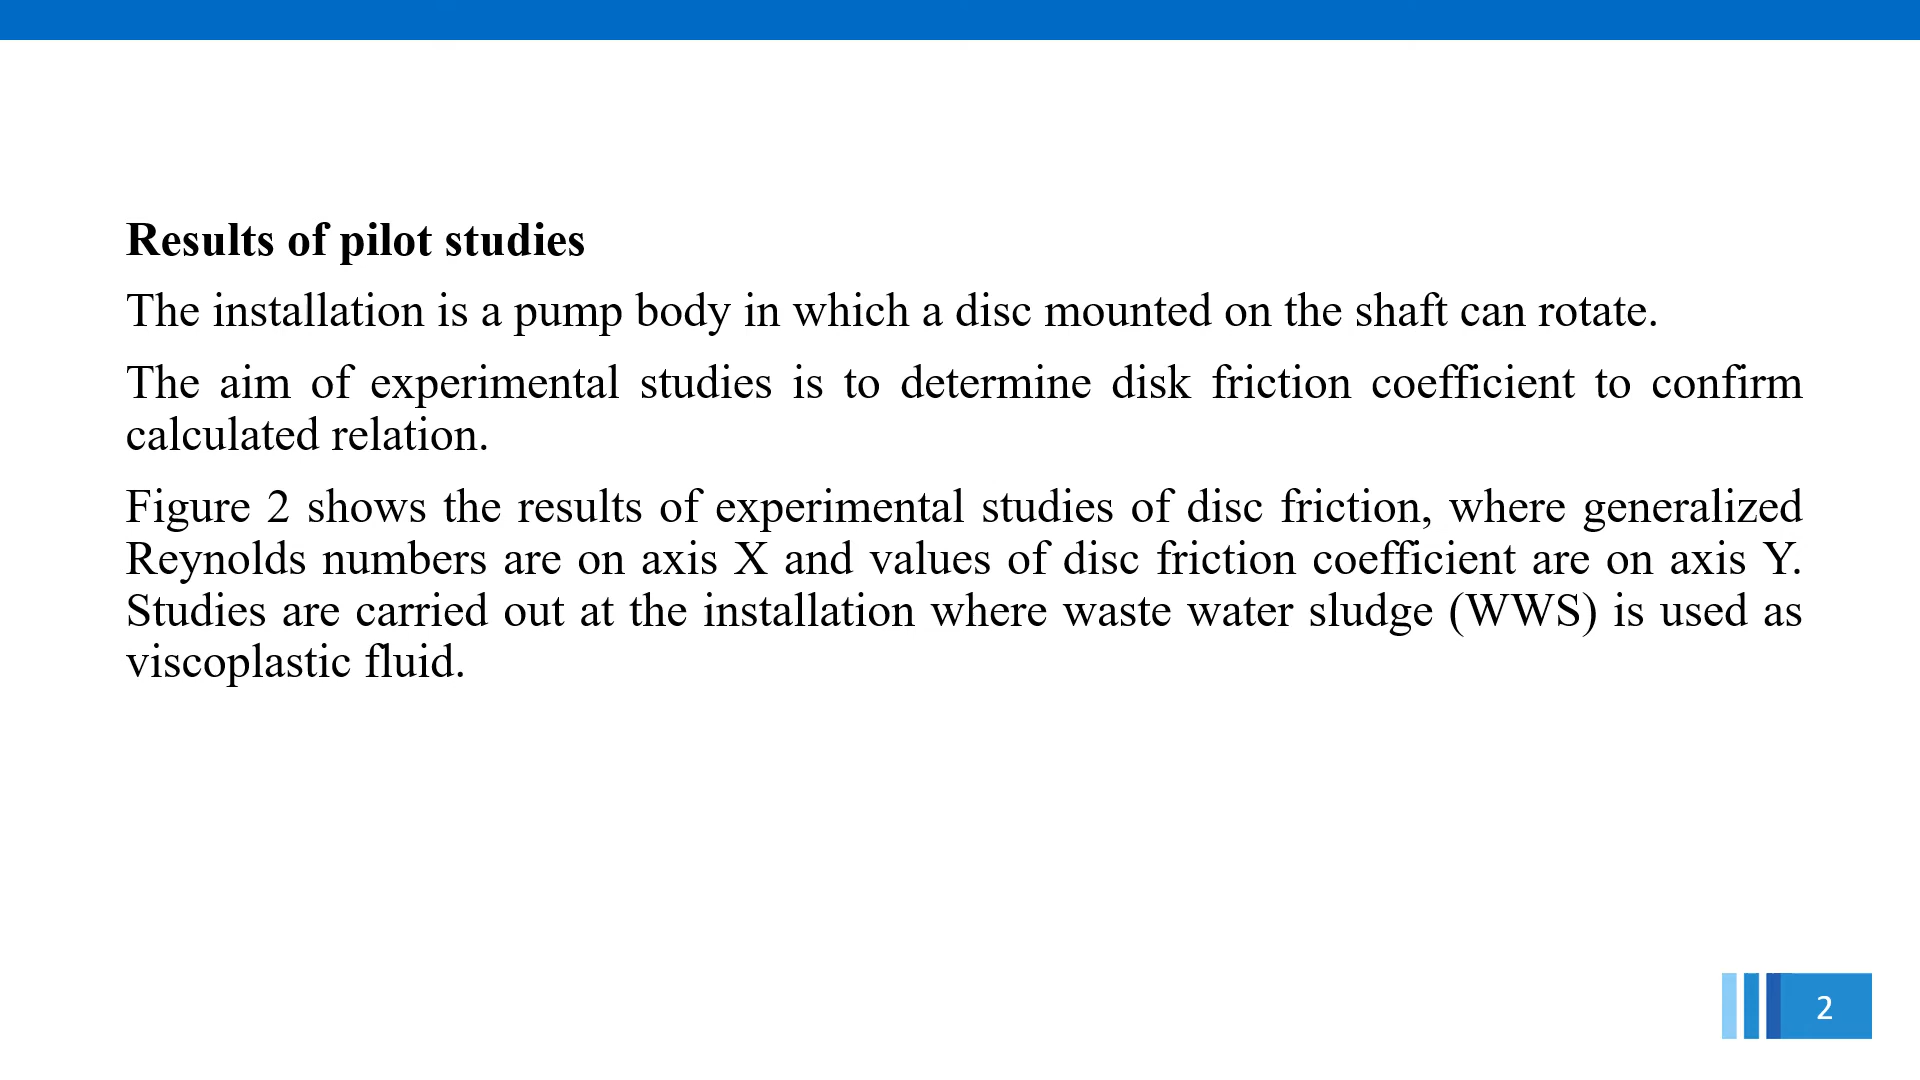 Results of pilot studies
The installation is a pump body in which a disc mounted on the shaft can rotate.
The aim of experimental studies is to determine disk friction coefficient to confirm
calculated relation.
Figure 2 shows the results of experimental studies of disc friction, where generalized
Reynolds numbers are on axis X and values of disc friction coefficient are on axis Y.
Studies are carried out at the installation where waste water sludge (WWS) is used as
viscoplastic fluid.
2